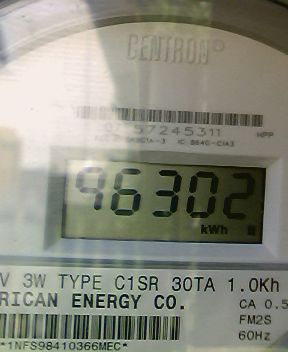 CENTRON®
57245311
96302
kWh
V 3W TYPE C1SR 30TA 1.0Kh
RICAN ENERGY CO.
CA 0.5
FM2S
60Hz
*1NFS98410366MEC*